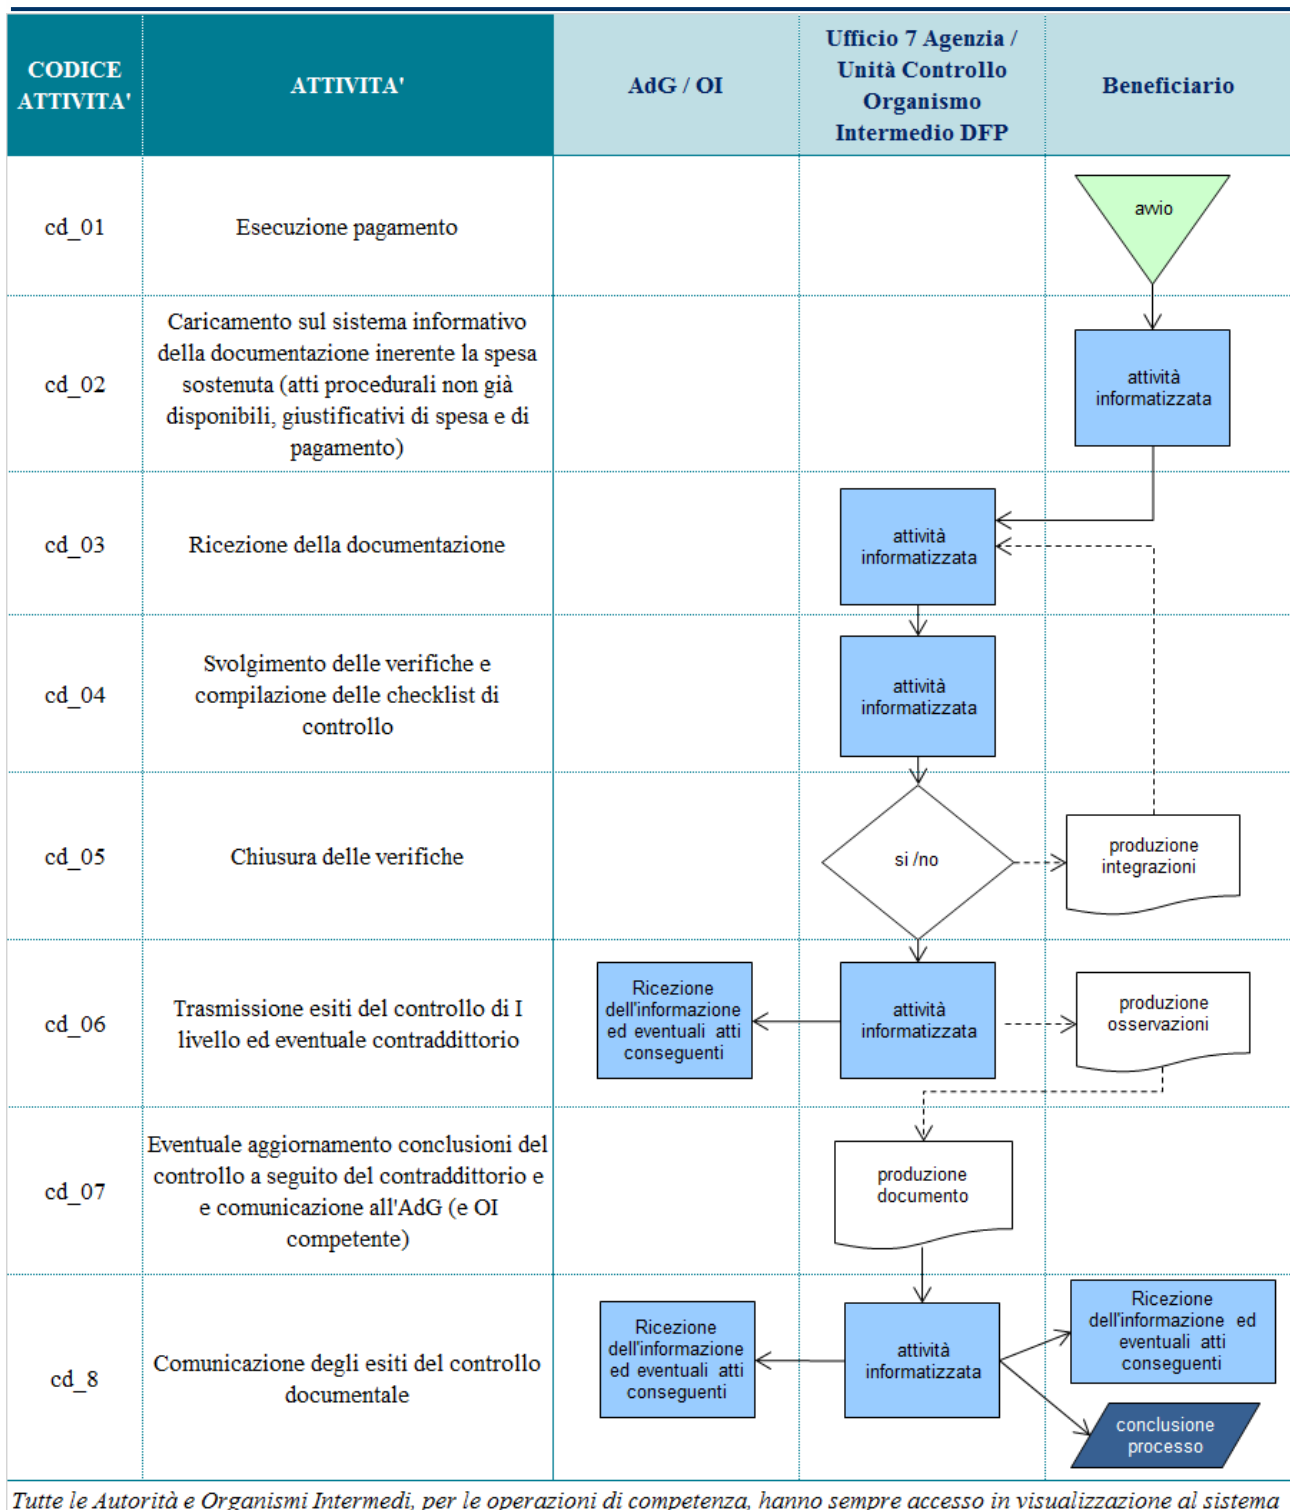 CODICE
ATTIVITA'
ATTIVITA'
AdG / OI
Ufficio 7 Agenzia /
Unità Controllo
Organismo
Intermedio DFP
Beneficiario
cd_01
Esecuzione pagamento
avvio
cd_02
Caricamento sul sistema informativo
della documentazione inerente la spesa
sostenuta (atti procedurali non già
disponibili, giustificativi di spesa e di
pagamento)
attività
informatizzata
cd_03
Ricezione della documentazione
attività
informatizzata
cd_04
Svolgimento delle verifiche e
compilazione delle checklist di
controllo
attività
informatizzata
cd_05
Chiusura delle verifiche
si /no
produzione
integrazioni
cd_06
Trasmissione esiti del controllo di I
livello ed eventuale contraddittorio
Ricezione
dell'informazione
ed eventuali atti
conseguenti
attività
informatizzata
produzione
osservazioni
cd_07
Eventuale aggiornamento conclusioni del
controllo a seguito del contraddittorio e
e comunicazione all'AdG (e OI
competente)
produzione
documento
cd_8
Comunicazione degli esiti del controllo
documentale
Ricezione
dell'informazione
ed eventuali atti
conseguenti
attività
informatizzata
Ricezione
dell'informazione ed
eventuali atti
conseguenti
conclusione
processo
Tutte le Autorità e Organismi Intermedi, per le operazioni di competenza, hanno sempre accesso in visualizzazione al sistema